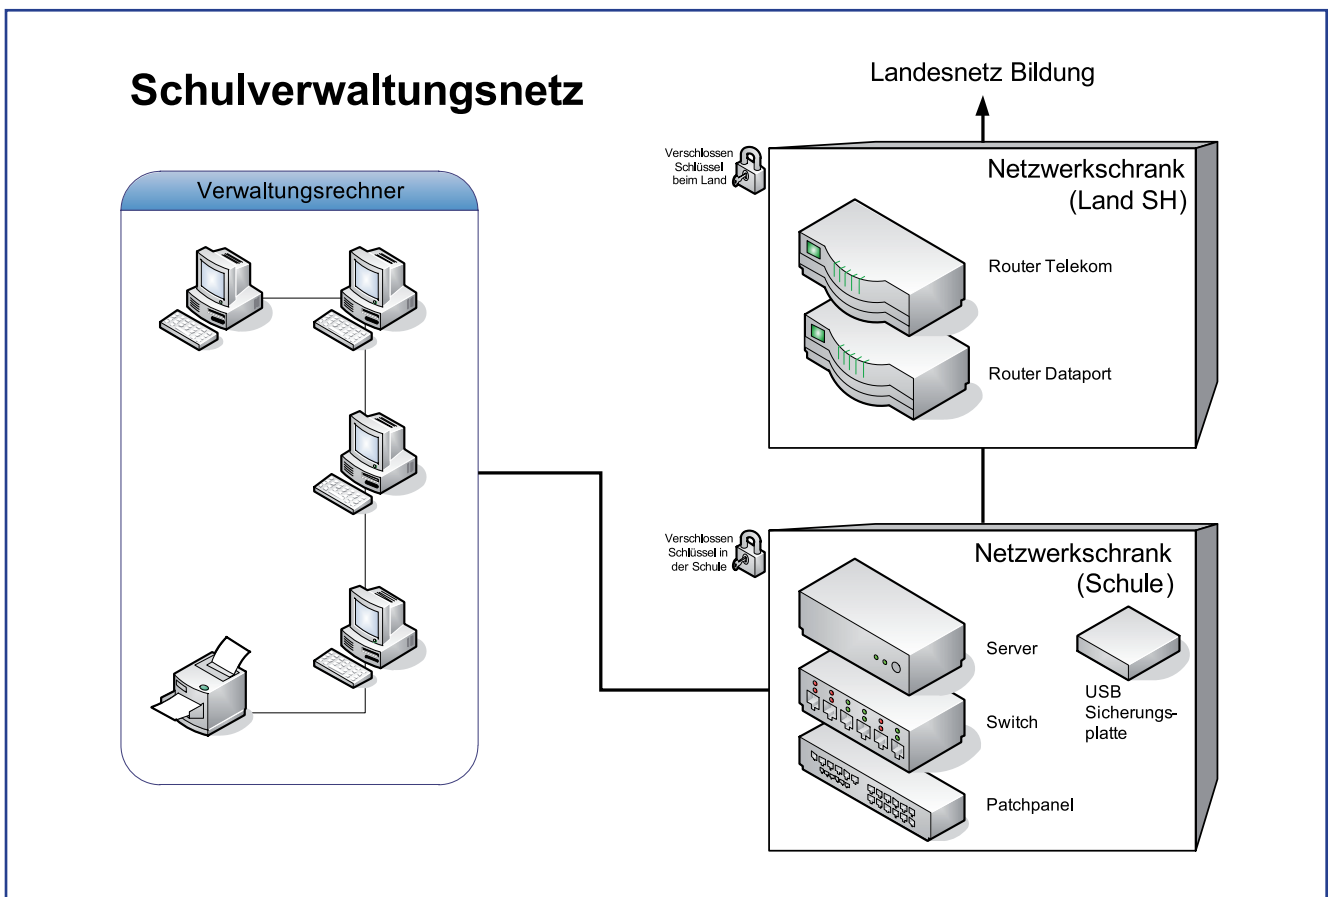 Schulverwaltungsnetz
Verwaltungsrechner
Landesnetz Bildung
Verschlossen
Schlüssel
beim Land
Netzwerkschrank
(Land SH)
Router Telekom
Router Dataport
Verschlossen
Schlüssel in
der Schule
Netzwerkschrank
(Schule)
Server
USB
Sicherungs-
platte
Switch
Patchpanel